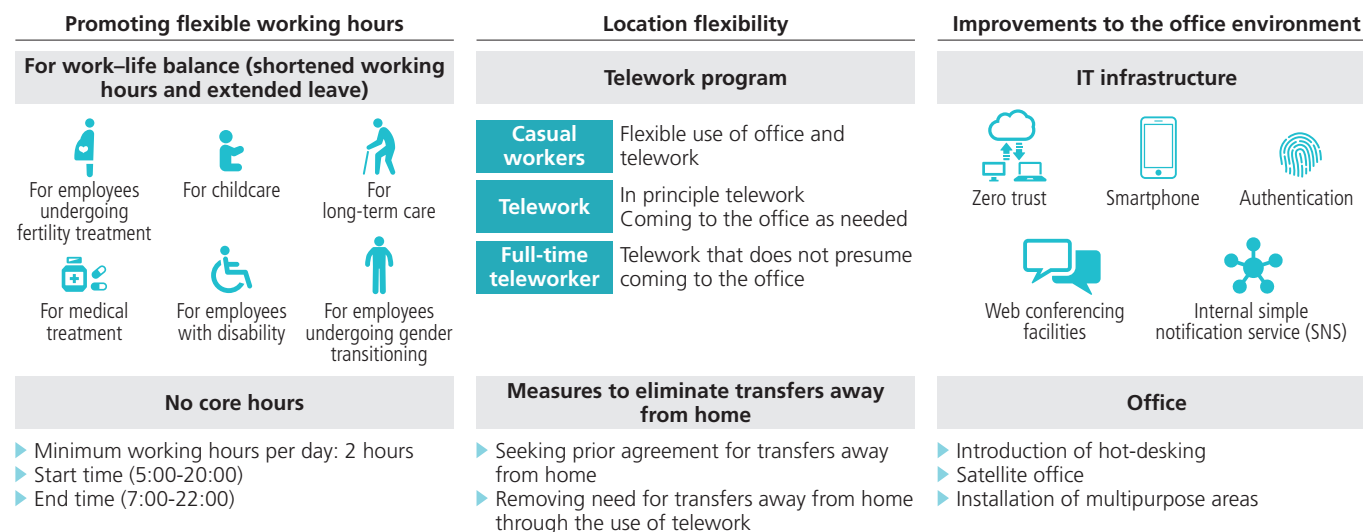 Promoting flexible working hours
For work–life balance (shortened working
hours and extended leave)
For employees
undergoing
fertility treatment
For childcare
For
long-term care
For medical
treatment
For employees
with disability
For employees
undergoing gender
transitioning
No core hours
Minimum working hours per day: 2 hours
Start time (5:00-20:00)
End time (7:00-22:00)
Location flexibility
Telework program
Casual
workers
Flexible use of office and
telework
Telework
In principle telework
Coming to the office as needed
Full-time
teleworker
Telework that does not presume
coming to the office
Measures to eliminate transfers away
from home
Seeking prior agreement for transfers away
from home
Removing need for transfers away from home
through the use of telework
Improvements to the office environment
IT infrastructure
Zero trust
Smartphone
Authentication
Web conferencing
facilities
Internal simple
notification service (SNS)
Office
Introduction of hot-desking
Satellite office
Installation of multipurpose areas